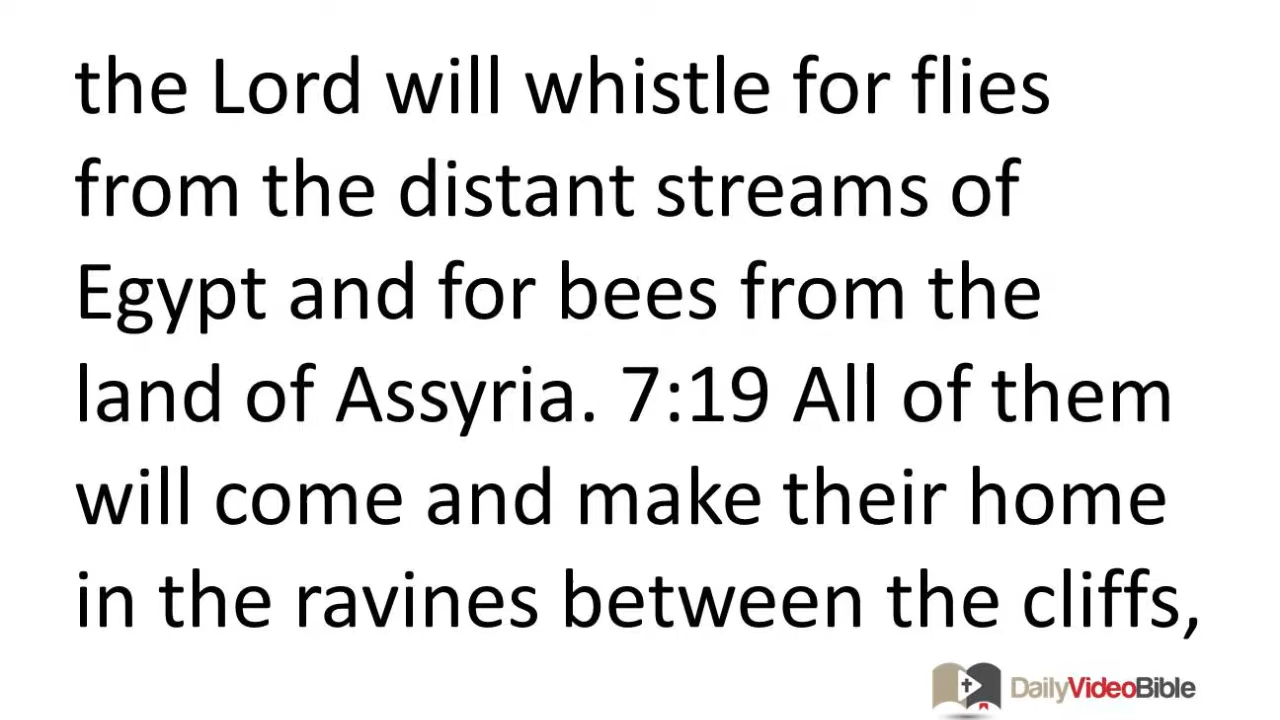 the Lord will whistle for flies
from the distant streams of
Egypt and for bees from the
land of Assyria. 7:19 All of them
will come and make their home
in the ravines between the cliffs,
DailyVideoBible